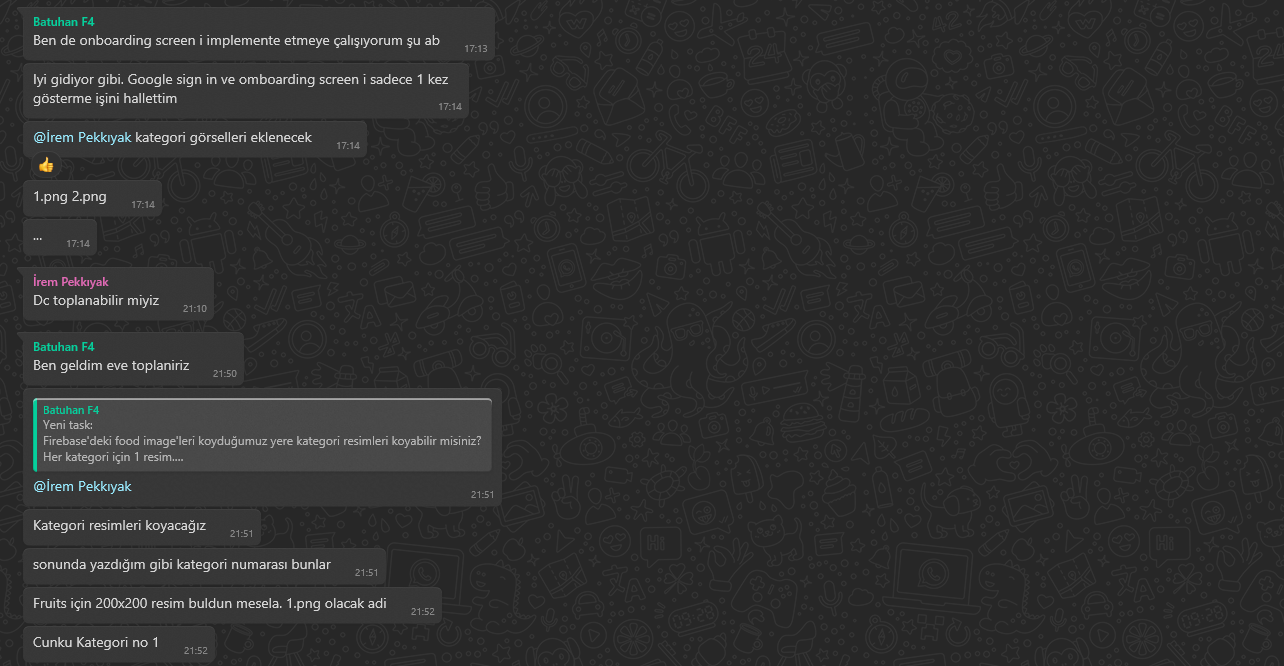 Batuhan F4
Ben de onboarding screen i implemente etmeye çalışıyorum şu ab
17:13
Iyi gidiyor gibi. Google sign in ve omboarding screen i sadece 1 kez
gösterme işini hallettim
17:14
@İrem Pekkıyak kategori görselleri eklenecek
17:14
1.png 2.png
17:14
...
17:14
İrem Pekkıyak
Dc toplanabilir miyiz
21:10
Batuhan F4
Ben geldim eve toplaniriz
21:50
Batuhan F4
Yeni task:
Firebase'deki food image'leri koyduğumuz yere kategori resimleri koyabilir misiniz?
Her kategori için 1 resim....
@İrem Pekkıyak
21:51
Kategori resimleri koyacağız
21:51
sonunda yazdığım gibi kategori numarası bunlar
21:51
Fruits için 200x200 resim buldun mesela. 1.png olacak adi
21:52
Cunku Kategori no 1
21:52